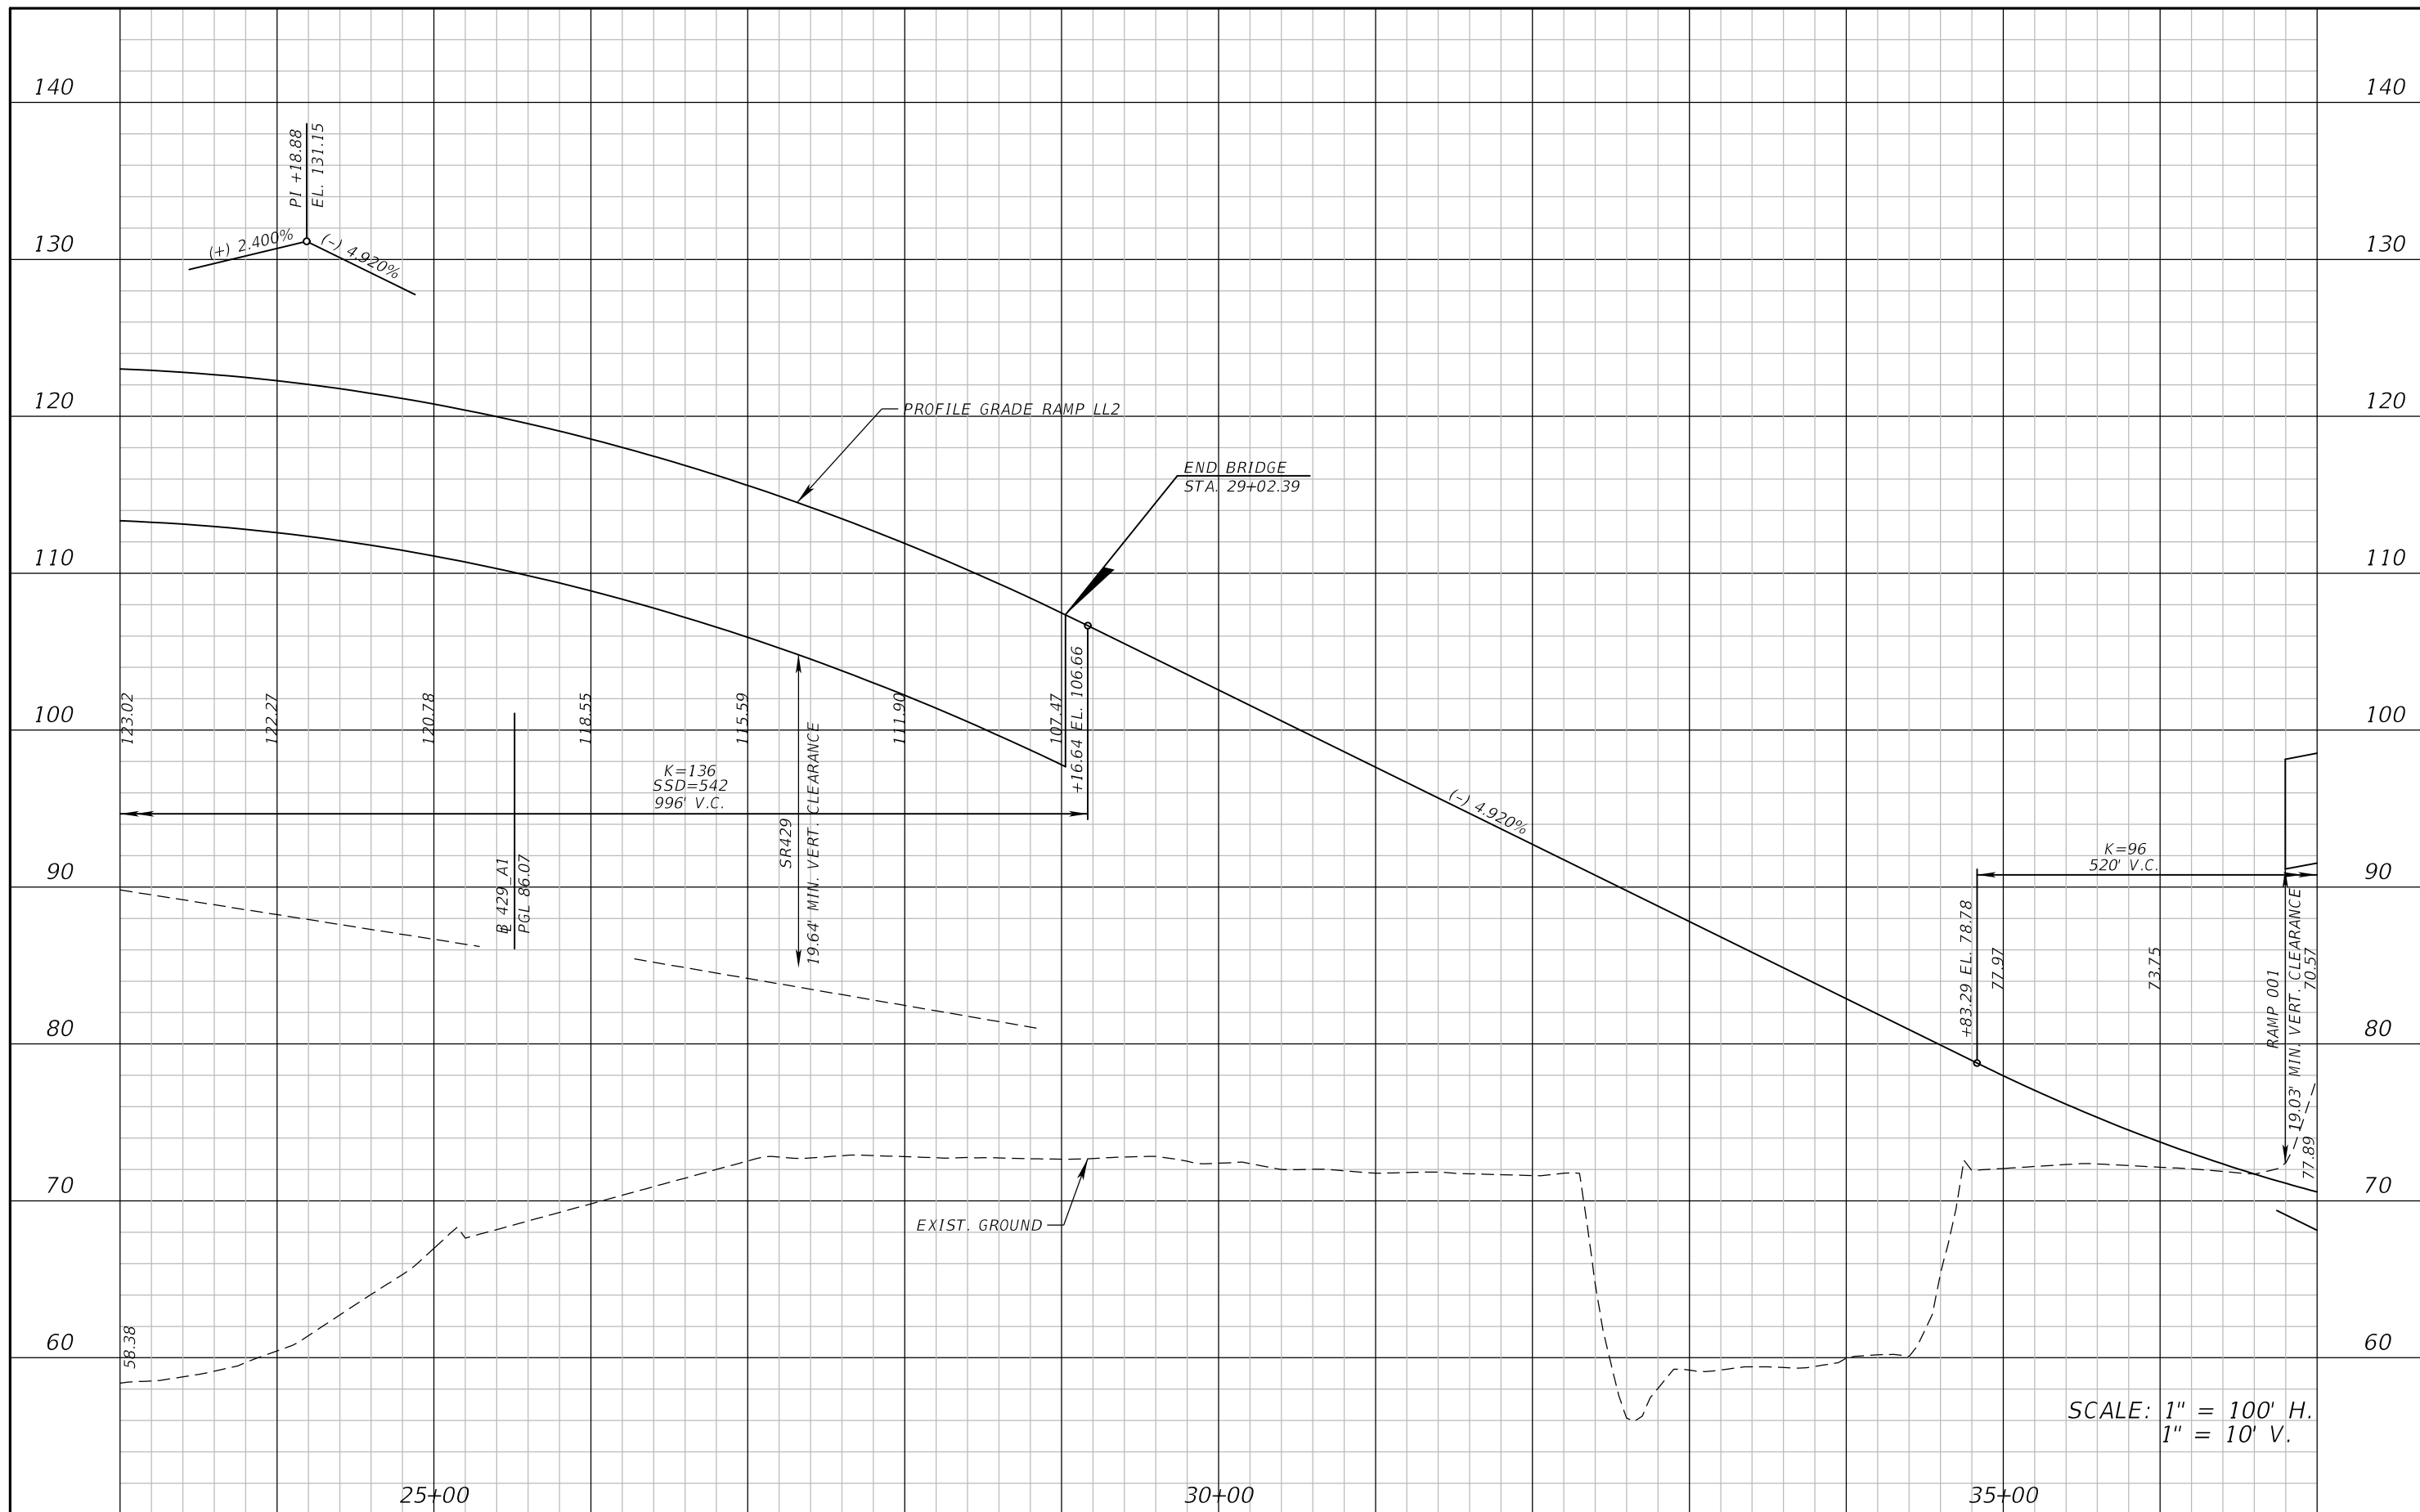 140
140
PI +18.88
EL. 131.15
(+) 2.400%
(-) 4.920%
130
130
120
120
PROFILE GRADE RAMP LL2
END BRIDGE
STA. 29+02.39
110
110
100
100
123.02
122.27
120.78
118.55
115.59
111.90
107.47
+16.64 EL. 106.66
K=136
SSD=542
996' V.C.
SR429
19.64' MIN. VERT. CLEARANCE
(-) 4.920%
429_A1
PGL 86.07
90
90
K=96
520' V.C.
+83.29 EL. 78.78
77.97
73.75
70.57
RAMP 001
19.03' MIN. VERT. CLEARANCE
77.89
80
80
70
70
EXIST. GROUND
60
60
58.38
SCALE: 1" = 100' H.
1" = 10' V.
25+00
30+00
35+00